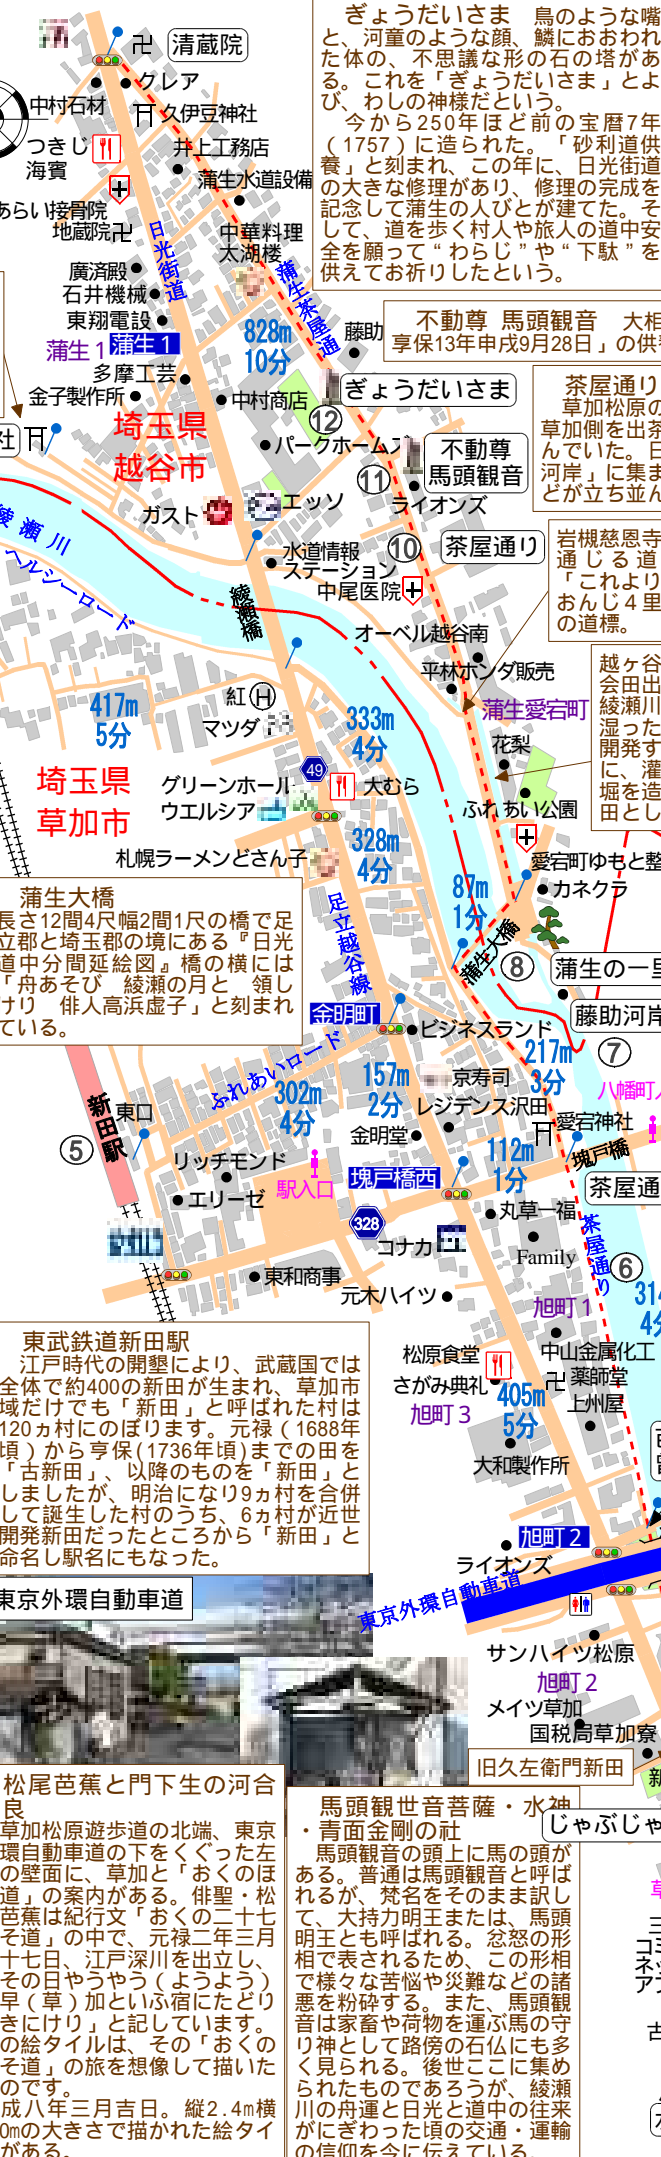 ぎょうだいさま 鳥のような嘴
と、河童のような顔、鱗におおわれ
た体の、不思議な形の石の塔があ
る。これを「ぎょうだいさま」とよ
び、わしの神様だという。
今から250年ほど前の宝暦7年
(1757)に造られた。「砂利道供
養」と刻まれ、この年に、日光街道
の大きな修理があり、修理の完成を
記念して蒲生の人びとが建てた。そ
して、道を歩く村人や旅人の道中安
全を願って“わらじ”や“下駄”を
供えてお祈りしたという。
清蔵院
クレア
中村石材
久伊豆神社
つきじ
海賓
井上工務店
蒲生水道設備
あらい接骨院
地蔵院
日光街道
中華料理
太湖楼
廣済殿
石井機械
東翔電設
蒲生茶屋通
蒲生1
蒲生1
828m
10分
藤助
不動尊 馬頭観音 大相
享保13年申戌9月28日」の供
多摩工芸
金子製作所
中村商店
ぎょうだいさま
茶屋通り
草加松原の
草加側を出茶
んでいた。日
河岸」に集ま
どが立ち並ん
社
埼玉県
越谷市
⑫
パークホームズ
不動尊
馬頭観音
⑪
ライオンズ
ガスト
エッソ
綾瀬川
ヘルシーロード
水道情報
ステーション
⑩
茶屋通り
中尾医院
岩槻慈恩寺
通じる道
「これより
おんじ4里
の道標。
綾瀬橋
オーベル越谷南
平林ホンダ販売
越ヶ谷
会田出
綾瀬川
湿った
開発す
に、灌
堀を造
田とし
417m
5分
紅
マツダ
333m
4分
蒲生愛宕町
花梨
埼玉県
草加市
49
グリーンホール
ウエルシア
大むら
ふれあい公園
札幌ラーメンどさん子
328m
4分
愛宕町ゆもと整
カネクラ
蒲生大橋
長さ12間4尺幅2間1尺の橋で足
立郡と埼玉郡の境にある『日光
道中分間延絵図』橋の横には
「舟あそび 綾瀬の月と 領し
けり 俳人高浜虚子」と刻まれ
ている。
足立越谷線
87m
1分
蒲生大橋
⑧
蒲生の一里
藤助河岸
金明町
ビジネスランド
217m
3分
⑦
ふれあいロード
302m
4分
157m
2分
京寿司
レジデンス沢田
八幡町
新田駅
東口
⑤
金明堂
愛宕神社
112m
1分
塊戸橋
リッチモンド
エリーゼ
駅入口
塊戸橋西
茶屋通
328
丸草一福
コナカ
Family
茶屋通り
⑥
東和商事
元木ハイツ
旭町1
314
4分
東武鉄道新田駅
江戸時代の開墾により、武蔵国では
全体で約400の新田が生まれ、草加市
域だけでも「新田」と呼ばれた村は
120ヵ村にのぼります。元禄(1688年
頃)から亨保(1736年頃)までの田を
「古新田」、以降のものを「新田」と
しましたが、明治になり9ヵ村を合併
して誕生した村のうち、6ヵ村が近世
開発新田だったところから「新田」と
命名し駅名にもなった。
松原食堂
さがみ典礼
中山金属化工
薬師堂
上州屋
旭町3
405m
5分
大和製作所
旭町2
ライオンズ
東京外環自動車道
東京外環自動車道
サンハイツ松原
旭町2
メイツ草加
国税局草加寮
旧久左衛門新田
新
松尾芭蕉と門下生の河合
良
草加松原遊歩道の北端、東京
環自動車道の下をくぐった左
の壁面に、草加と「おくのほ
道」の案内がある。俳聖・松
芭蕉は紀行文「おくの二十七
そ道」の中で、元禄二年三月
十七日、江戸深川を出立し、
その日やうやう(ようよう)
早(草)加といふ宿にたどり
きにけり」と記しています。
の絵タイルは、その「おくの
そ道」の旅を想像して描いた
のです。
成八年三月吉日。縦2.4m横
0mの大きさで描かれた絵タイ
がある。
馬頭観世音菩薩・水神
・青面金剛の社
馬頭観音の頭上に馬の頭が
ある。普通は馬頭観音と呼ば
れるが、梵名をそのまま訳し
て、大持力明王または、馬頭
明王とも呼ばれる。忿怒の形
相で表されるため、この形相
で様々な苦悩や災難などの諸
悪を粉砕する。また、馬頭観
音は家畜や荷物を運ぶ馬の守
り神として路傍の石仏にも多
く見られる。後世ここに集め
られたものであろうが、綾瀬
川の舟運と日光と道中の往来
がにぎわった頃の交通・運輸
の信仰を今に伝えている。
じゃぶじゃ